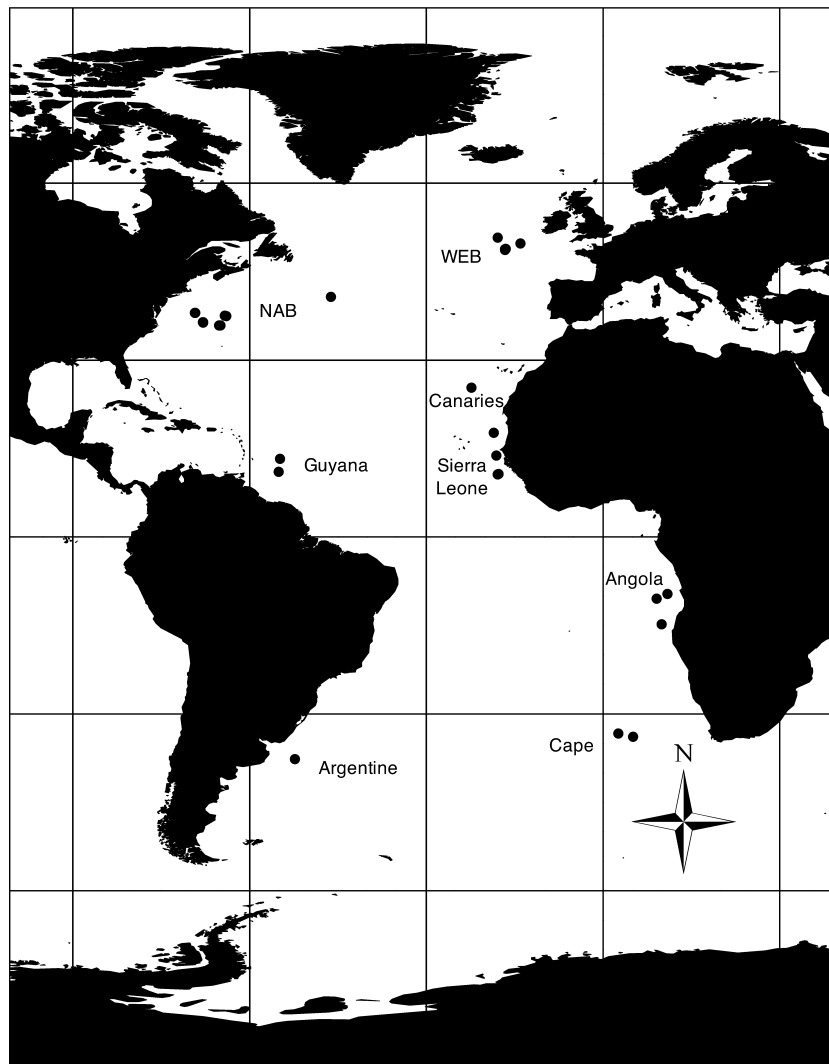 WEB
NAB
Canaries
Guyana
Sierra
Leone
Angola
Cape
N
Argentine